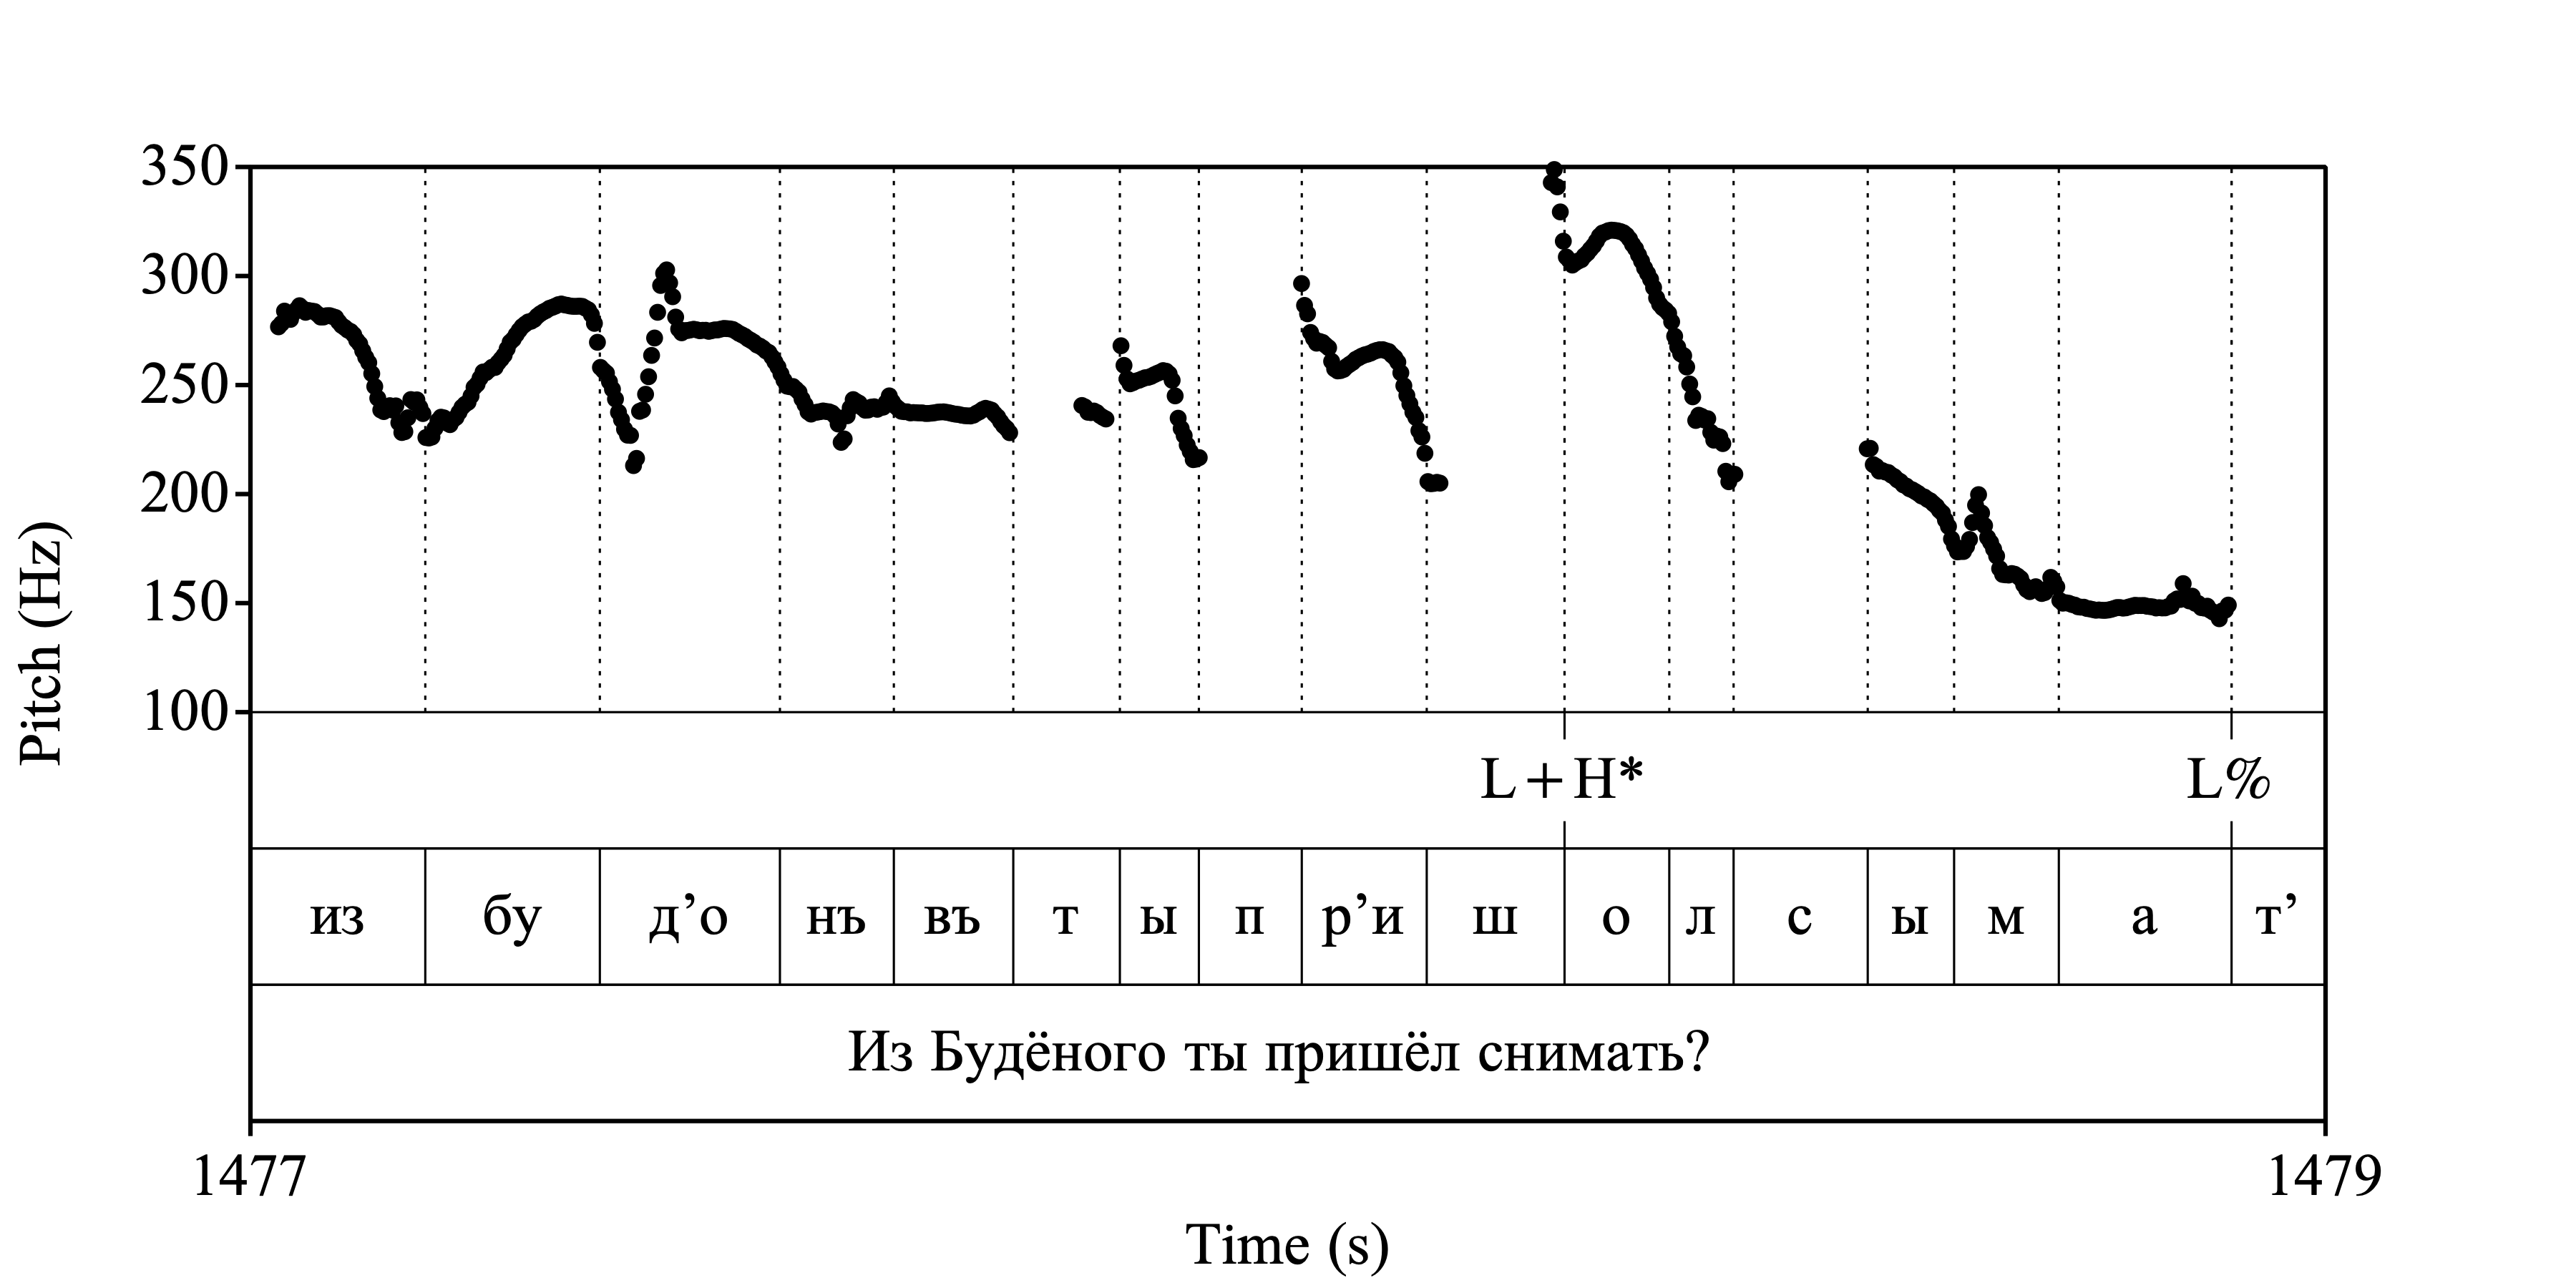 350
300
250
200
150
100
Pitch (Hz)
L+H* L%
из бу д’о нъ въ т ы п р’и ш о л с ы м а т’
Из Будёного ты пришёл снимать?
1477 1479
Time (s)